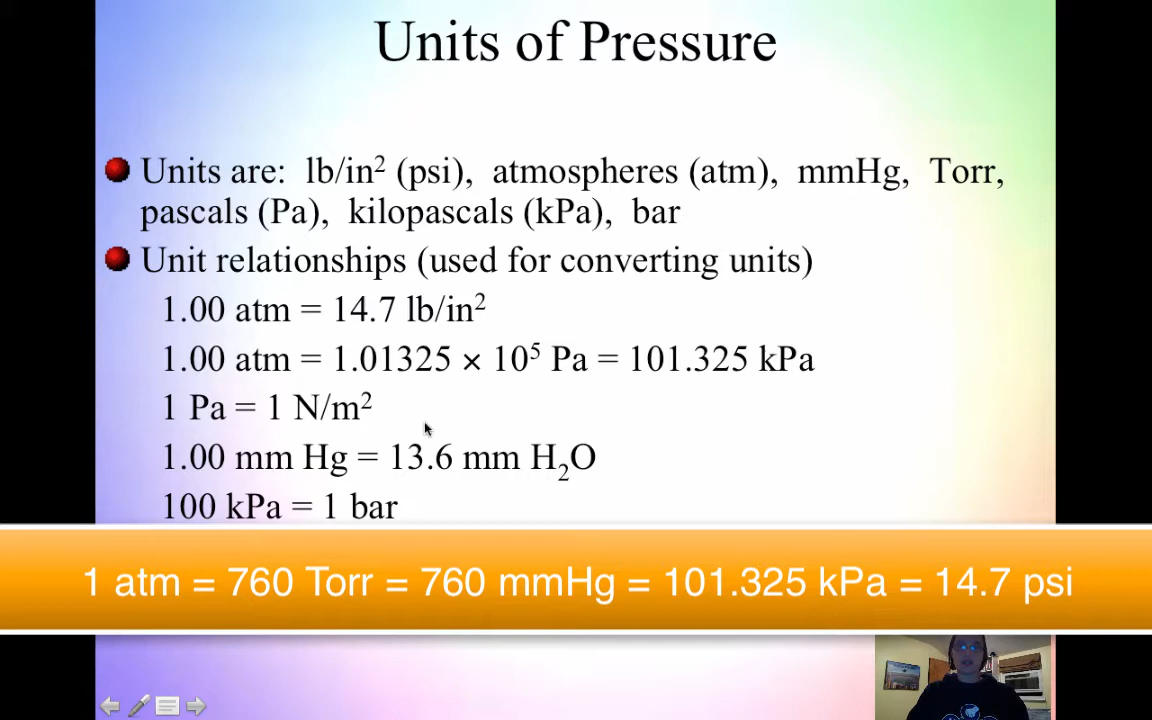 Units of Pressure
Units are: lb/in² (psi), atmospheres (atm), mmHg, Torr,
pascals (Pa), kilopascals (kPa), bar
Unit relationships (used for converting units)
1.00 atm = 14.7 lb/in²
1.00 atm = 1.01325 × 10⁵ Pa = 101.325 kPa
1 Pa = 1 N/m²
1.00 mm Hg = 13.6 mm H₂O
100 kPa = 1 bar
1 atm = 760 Torr = 760 mmHg = 101.325 kPa = 14.7 psi